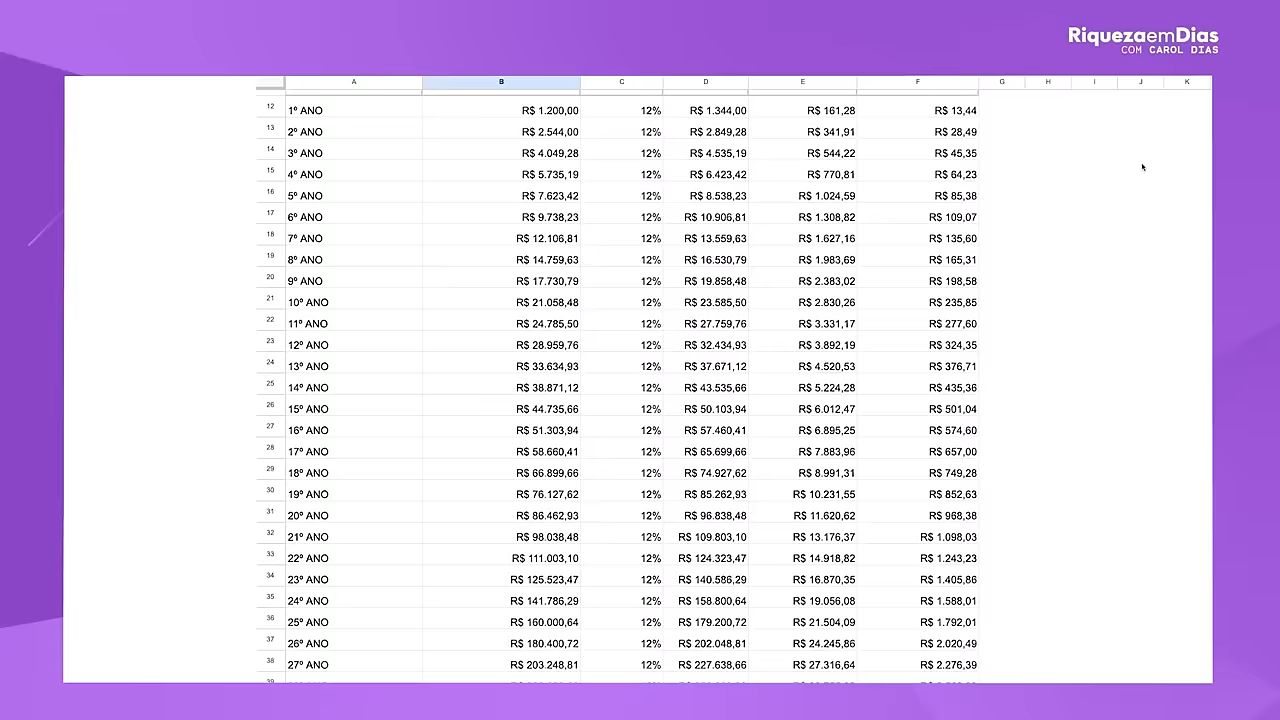 RiquezaemDias
COM CAROL DIAS
A B C D E F G H I J K
12 1º ANO R$ 1.200,00 12% R$ 1.344,00 R$ 161,28 R$ 13,44
13 2º ANO R$ 2.544,00 12% R$ 2.849,28 R$ 341,91 R$ 28,49
14 3º ANO R$ 4.049,28 12% R$ 4.535,19 R$ 544,22 R$ 45,35
15 4º ANO R$ 5.735,19 12% R$ 6.423,42 R$ 770,81 R$ 64,23
16 5º ANO R$ 7.623,42 12% R$ 8.538,23 R$ 1.024,59 R$ 85,38
17 6º ANO R$ 9.738,23 12% R$ 10.906,81 R$ 1.308,82 R$ 109,07
18 7º ANO R$ 12.106,81 12% R$ 13.559,63 R$ 1.627,16 R$ 135,60
19 8º ANO R$ 14.759,63 12% R$ 16.530,79 R$ 1.983,69 R$ 165,31
20 9º ANO R$ 17.730,79 12% R$ 19.858,48 R$ 2.383,02 R$ 198,58
21 10º ANO R$ 21.058,48 12% R$ 23.585,50 R$ 2.830,26 R$ 235,85
22 11º ANO R$ 24.785,50 12% R$ 27.759,76 R$ 3.331,17 R$ 277,60
23 12º ANO R$ 28.959,76 12% R$ 32.434,93 R$ 3.892,19 R$ 324,35
24 13º ANO R$ 33.634,93 12% R$ 37.671,12 R$ 4.520,53 R$ 376,71
25 14º ANO R$ 38.871,12 12% R$ 43.535,66 R$ 5.224,28 R$ 435,36
26 15º ANO R$ 44.735,66 12% R$ 50.103,94 R$ 6.012,47 R$ 501,04
27 16º ANO R$ 51.303,94 12% R$ 57.460,41 R$ 6.895,25 R$ 574,60
28 17º ANO R$ 58.660,41 12% R$ 65.699,66 R$ 7.883,96 R$ 657,00
29 18º ANO R$ 66.899,66 12% R$ 74.927,62 R$ 8.991,31 R$ 749,28
30 19º ANO R$ 76.127,62 12% R$ 85.262,93 R$ 10.231,55 R$ 852,63
31 20º ANO R$ 86.462,93 12% R$ 96.838,48 R$ 11.620,62 R$ 968,38
32 21º ANO R$ 98.038,48 12% R$ 109.803,10 R$ 13.176,37 R$ 1.098,03
33 22º ANO R$ 111.003,10 12% R$ 124.323,47 R$ 14.918,82 R$ 1.243,23
34 23º ANO R$ 125.523,47 12% R$ 140.586,29 R$ 16.870,35 R$ 1.405,86
35 24º ANO R$ 141.786,29 12% R$ 158.800,64 R$ 19.056,08 R$ 1.588,01
36 25º ANO R$ 160.000,64 12% R$ 179.200,72 R$ 21.504,09 R$ 1.792,01
37 26º ANO R$ 180.400,72 12% R$ 202.048,81 R$ 24.245,86 R$ 2.020,49
38 27º ANO R$ 203.248,81 12% R$ 227.638,66 R$ 27.316,64 R$ 2.276,39
39